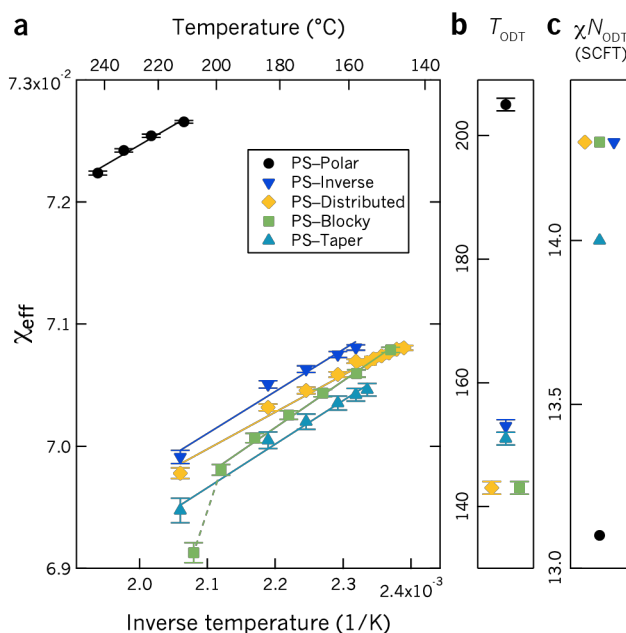 a
Temperature (°C)
240 220 200 180 160 140
7.3x10⁻²
7.2
7.1
7.0
6.9
χeff
PS–Polar
PS–Inverse
PS–Distributed
PS–Blocky
PS–Taper
2.0 2.1 2.2 2.3 2.4x10⁻³
Inverse temperature (1/K)
b
TODT
200
180
160
140
c
χNODT
(SCFT)
14.0
13.5
13.0